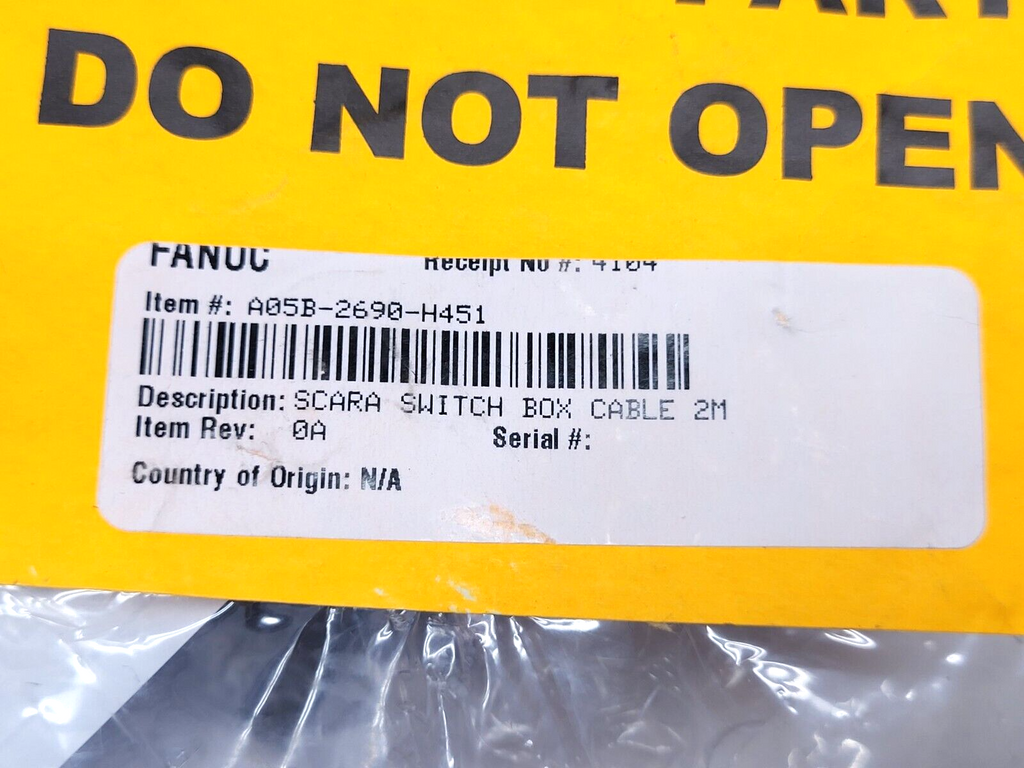 PART
DO NOT OPEN
FANUC Receipt No #: 4104
Item #: A05B-2690-H451
Description: SCARA SWITCH BOX CABLE 2M
Item Rev: 0A Serial #:
Country of Origin: N/A